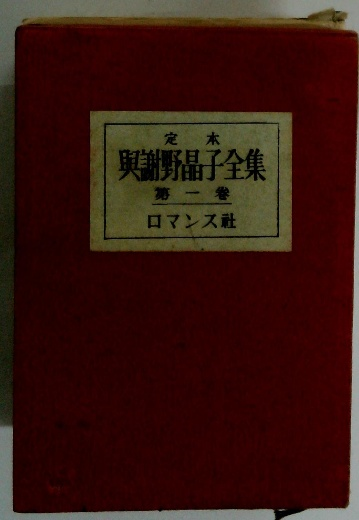 定本
與謝野晶子全集
第一巻
ロマンス社